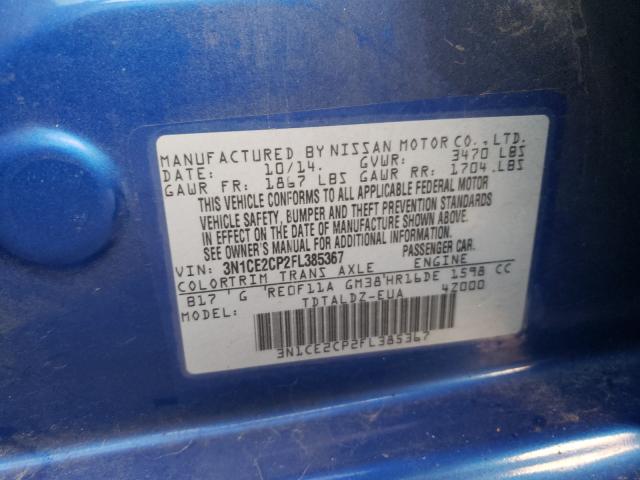 MANUFACTURED BY NISSAN MOTOR CO., LTD.
DATE: 10/14. GVWR: 3470 LBS
GAWR FR: 1867 LBS GAWR RR: 1704 LBS
THIS VEHICLE CONFORMS TO ALL APPLICABLE FEDERAL MOTOR
VEHICLE SAFETY, BUMPER AND THEFT PREVENTION STANDARDS
IN EFFECT ON THE DATE OF MANUFACTURE SHOWN ABOVE.
SEE OWNER'S MANUAL FOR ADDITIONAL INFORMATION.
VIN: 3N1CE2CP2FL385367 PASSENGER CAR.
COLOR TRIM TRANS AXLE ENGINE
B17 G RE0F11A GM38 HR16DE 1598 CC
MODEL: TDTALDZ-EUA 4Z000
3N1CE2CP2FL385367